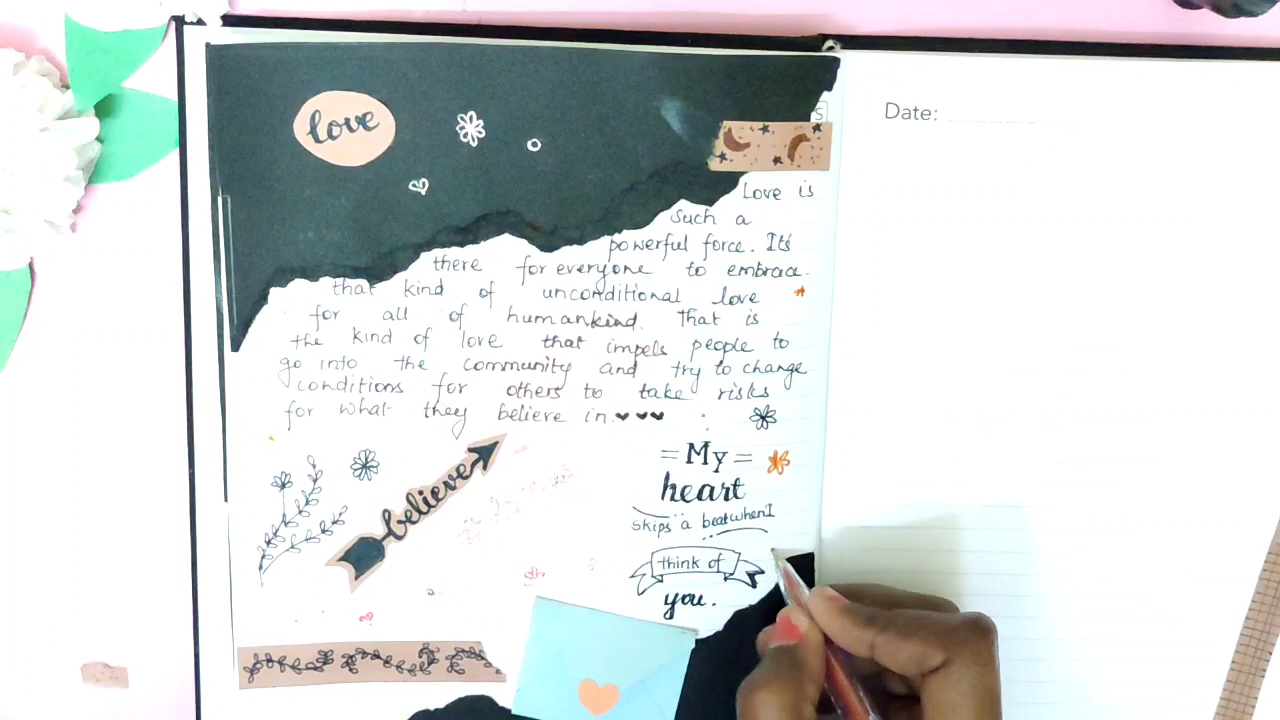 love
S
Date:
Love is
such a
powerful force. It's
there for everyone to embrace.
that kind of unconditional love
for all of humankind. That is
the kind of love that impels people to
go into the community and try to change
conditions for others to take risks
for what they believe in.
believe
= My =
heart
skips a beat when I
think of
you.